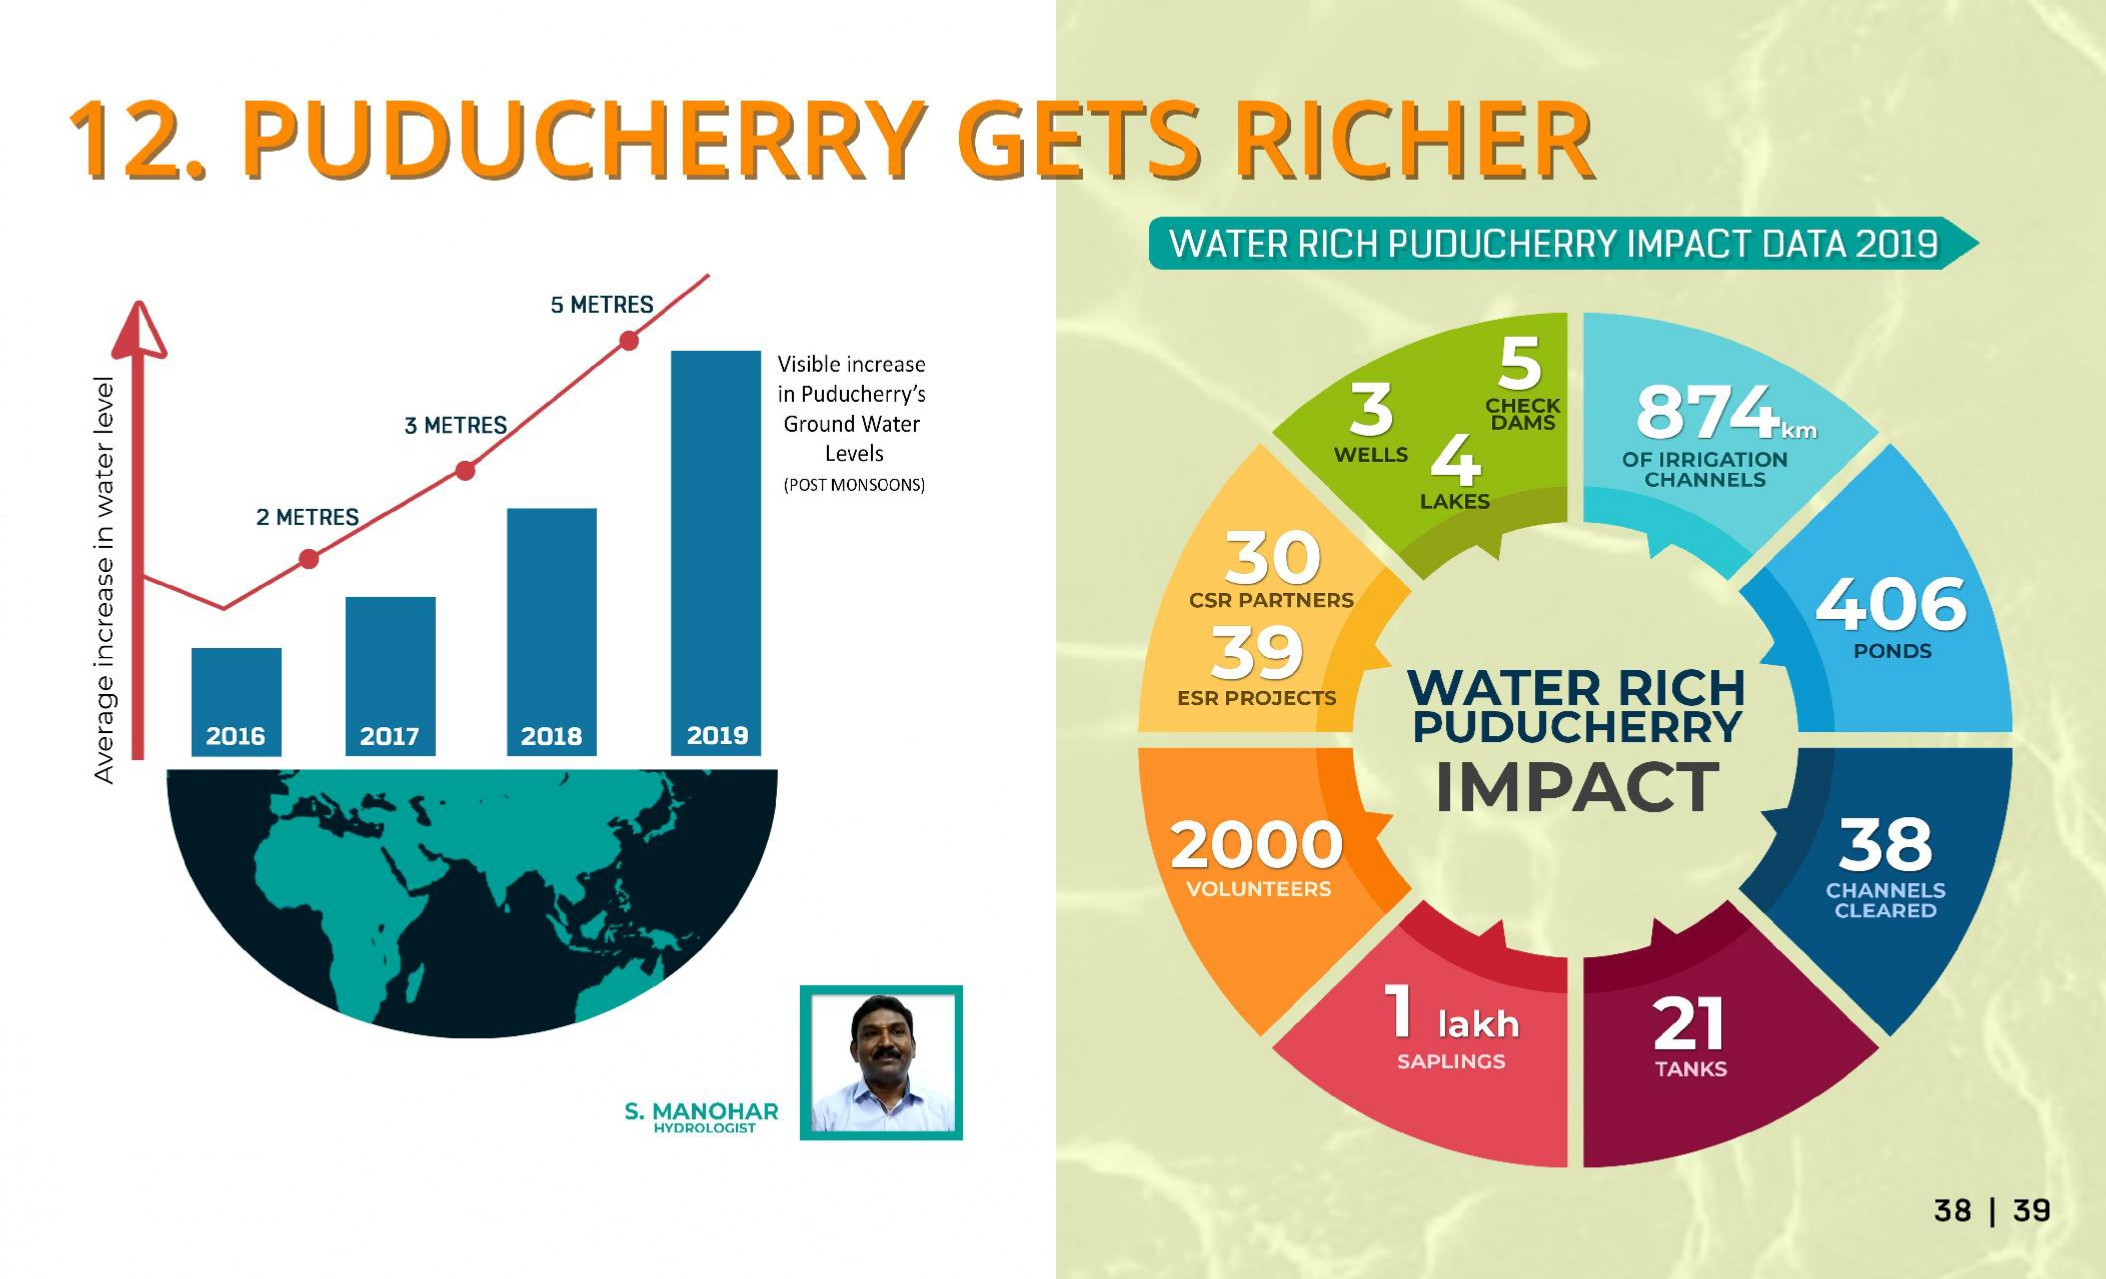 12. PUDUCHERRY GETS RICHER
Average increase in water level
2 METRES
3 METRES
5 METRES
2016
2017
2018
2019
Visible increase
in Puducherry’s
Ground Water
Levels
(POST MONSOONS)
S. MANOHAR
HYDROLOGIST
WATER RICH PUDUCHERRY IMPACT DATA 2019
3
WELLS
4
LAKES
5
CHECK
DAMS
874km
OF IRRIGATION
CHANNELS
406
PONDS
38
CHANNELS
CLEARED
21
TANKS
1 lakh
SAPLINGS
2000
VOLUNTEERS
30
CSR PARTNERS
39
ESR PROJECTS
WATER RICH
PUDUCHERRY
IMPACT
38 | 39